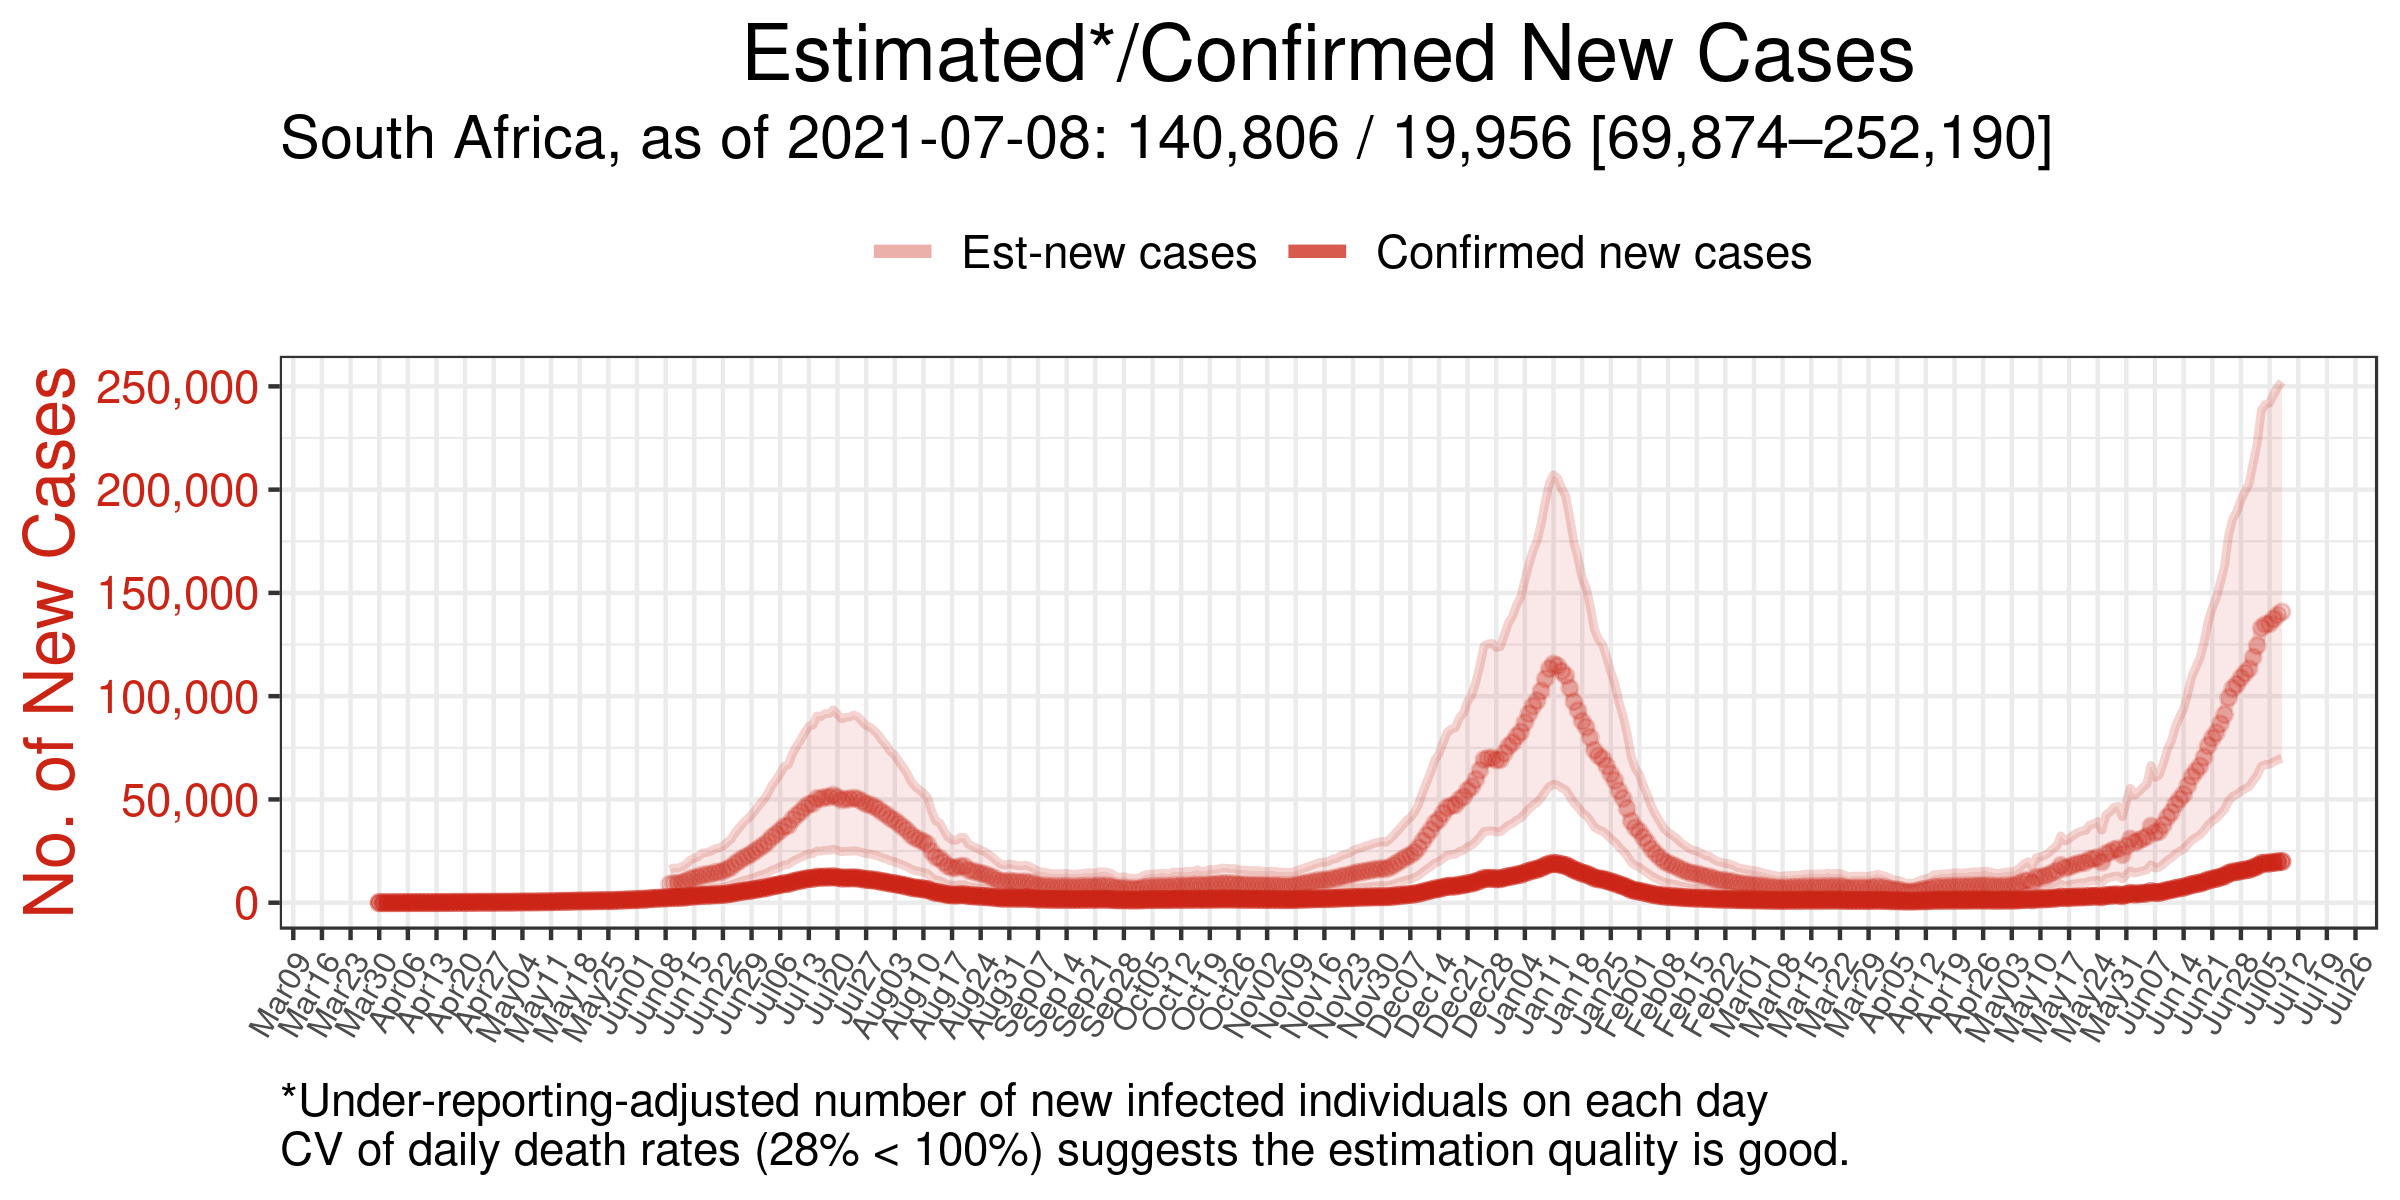 Estimated*/Confirmed New Cases
South Africa, as of 2021-07-08: 140,806 / 19,956 [69,874–252,190]
Est-new cases
Confirmed new cases
No. of New Cases
250,000
200,000
150,000
100,000
50,000
0
Mar09
Mar16
Mar23
Mar30
Apr06
Apr13
Apr20
Apr27
May04
May11
May18
May25
Jun01
Jun08
Jun15
Jun22
Jun29
Jul06
Jul13
Jul20
Jul27
Aug03
Aug10
Aug17
Aug24
Aug31
Sep07
Sep14
Sep21
Sep28
Oct05
Oct12
Oct19
Oct26
Nov02
Nov09
Nov16
Nov23
Nov30
Dec07
Dec14
Dec21
Dec28
Jan04
Jan11
Jan18
Jan25
Feb01
Feb08
Feb15
Feb22
Mar01
Mar08
Mar15
Mar22
Mar29
Apr05
Apr12
Apr19
Apr26
May03
May10
May17
May24
May31
Jun07
Jun14
Jun21
Jun28
Jul05
Jul12
Jul19
Jul26
*Under-reporting-adjusted number of new infected individuals on each day
CV of daily death rates (28% < 100%) suggests the estimation quality is good.